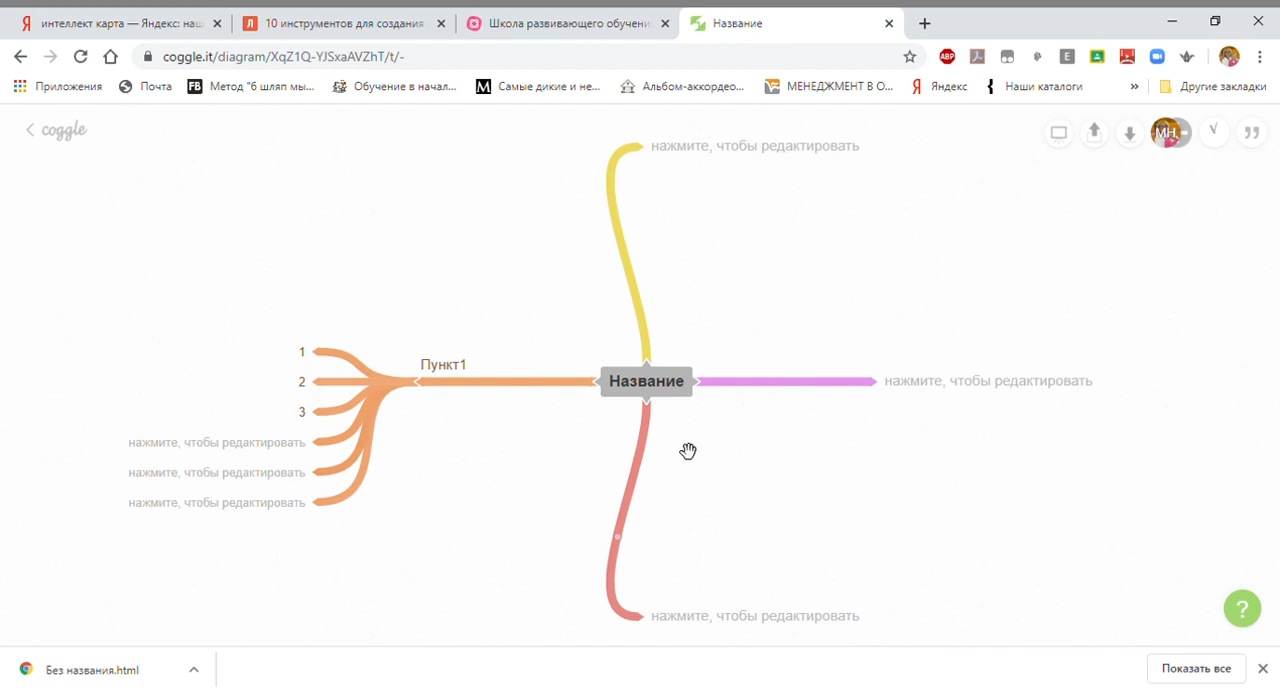 интеллект карта — Яндекс: наш
10 инструментов для создания
Школа развивающего обучени
Название
coggle.it/diagram/XqZ1Q-YJSxaAVZhT/t/-
ABP
E
Приложения
Почта
FB Метод "6 шляп мы...
Обучение в начал...
M Самые дикие и не...
Альбом-аккордео...
МЕНЕДЖМЕНТ В О...
Я Яндекс
Наши каталоги
»
Другие закладки
coggle
МН
нажмите, чтобы редактировать
1
Пункт1
2
Название
нажмите, чтобы редактировать
3
нажмите, чтобы редактировать
нажмите, чтобы редактировать
нажмите, чтобы редактировать
нажмите, чтобы редактировать
?
Без названия.html
Показать все